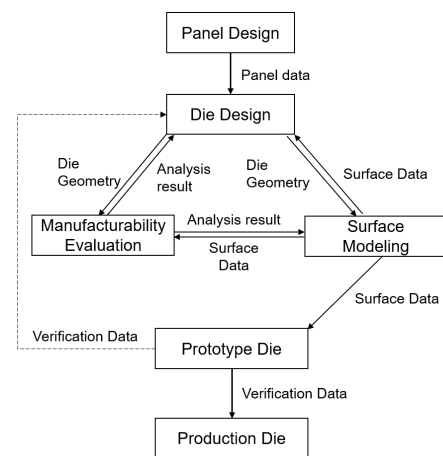 Panel Design
Panel data
Die Design
Die
Geometry
Analysis
result
Die
Geometry
Surface Data
Manufacturability
Evaluation
Analysis result
Surface
Data
Surface
Modeling
Surface Data
Verification Data
Prototype Die
Verification Data
Production Die